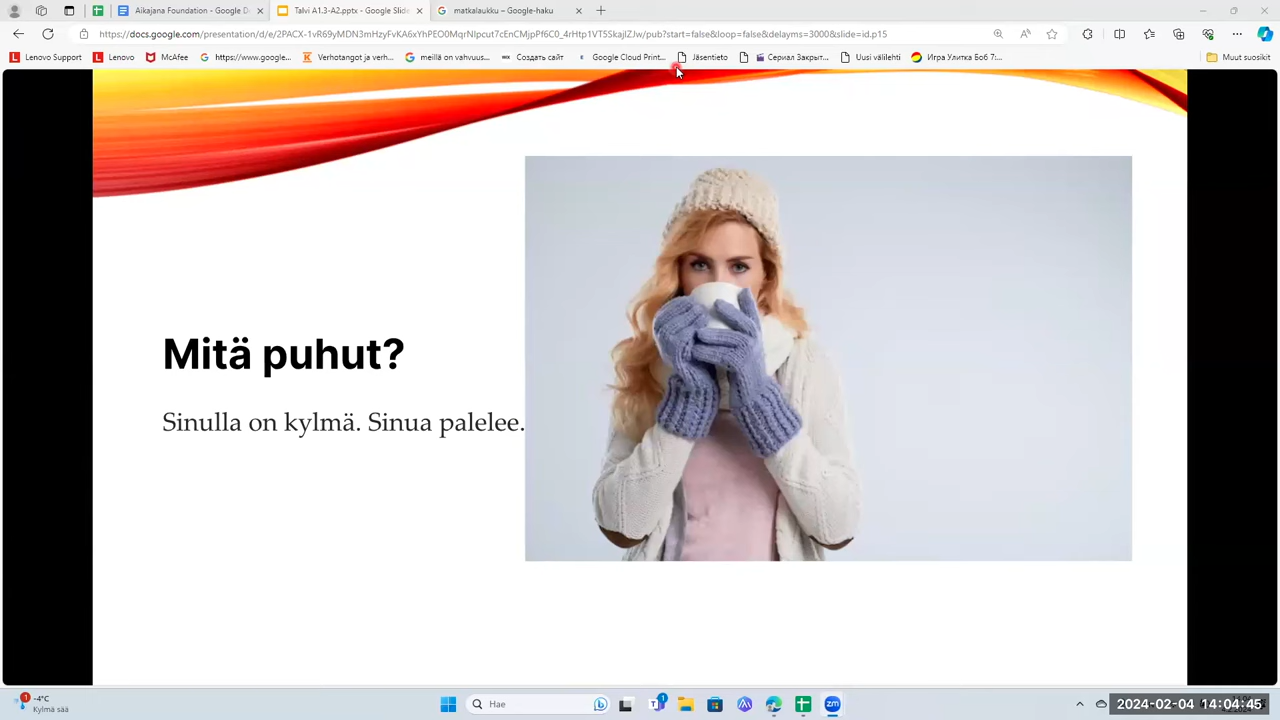 Aikajana Foundation - Google D
Talvi A1.3-A2.pptx - Google Slide
matkalaukku – Google-haku
https://docs.google.com/presentation/d/e/2PACX-1vR69yMDN3mHzyFvKA6xYhPEO0MqrNIpcut7cEnCMjpPf6C0_4rHtp1VT5SkajIZJw/pub?start=false&loop=false&delayms=3000&slide=id.p15
Lenovo Support
Lenovo
McAfee
https://www.google...
Verhotangot ja verh...
meillä on vahvuus...
Создать сайт
Google Cloud Print...
Jäsentieto
Сериал Закрыт...
Uusi välilehti
Игра Улитка Боб 7:...
Muut suosikit
Mitä puhut?
Sinulla on kylmä. Sinua palelee.
1
-4°C
Kylmä sää
Hae
1
zm
2024-02-04 14:04:45